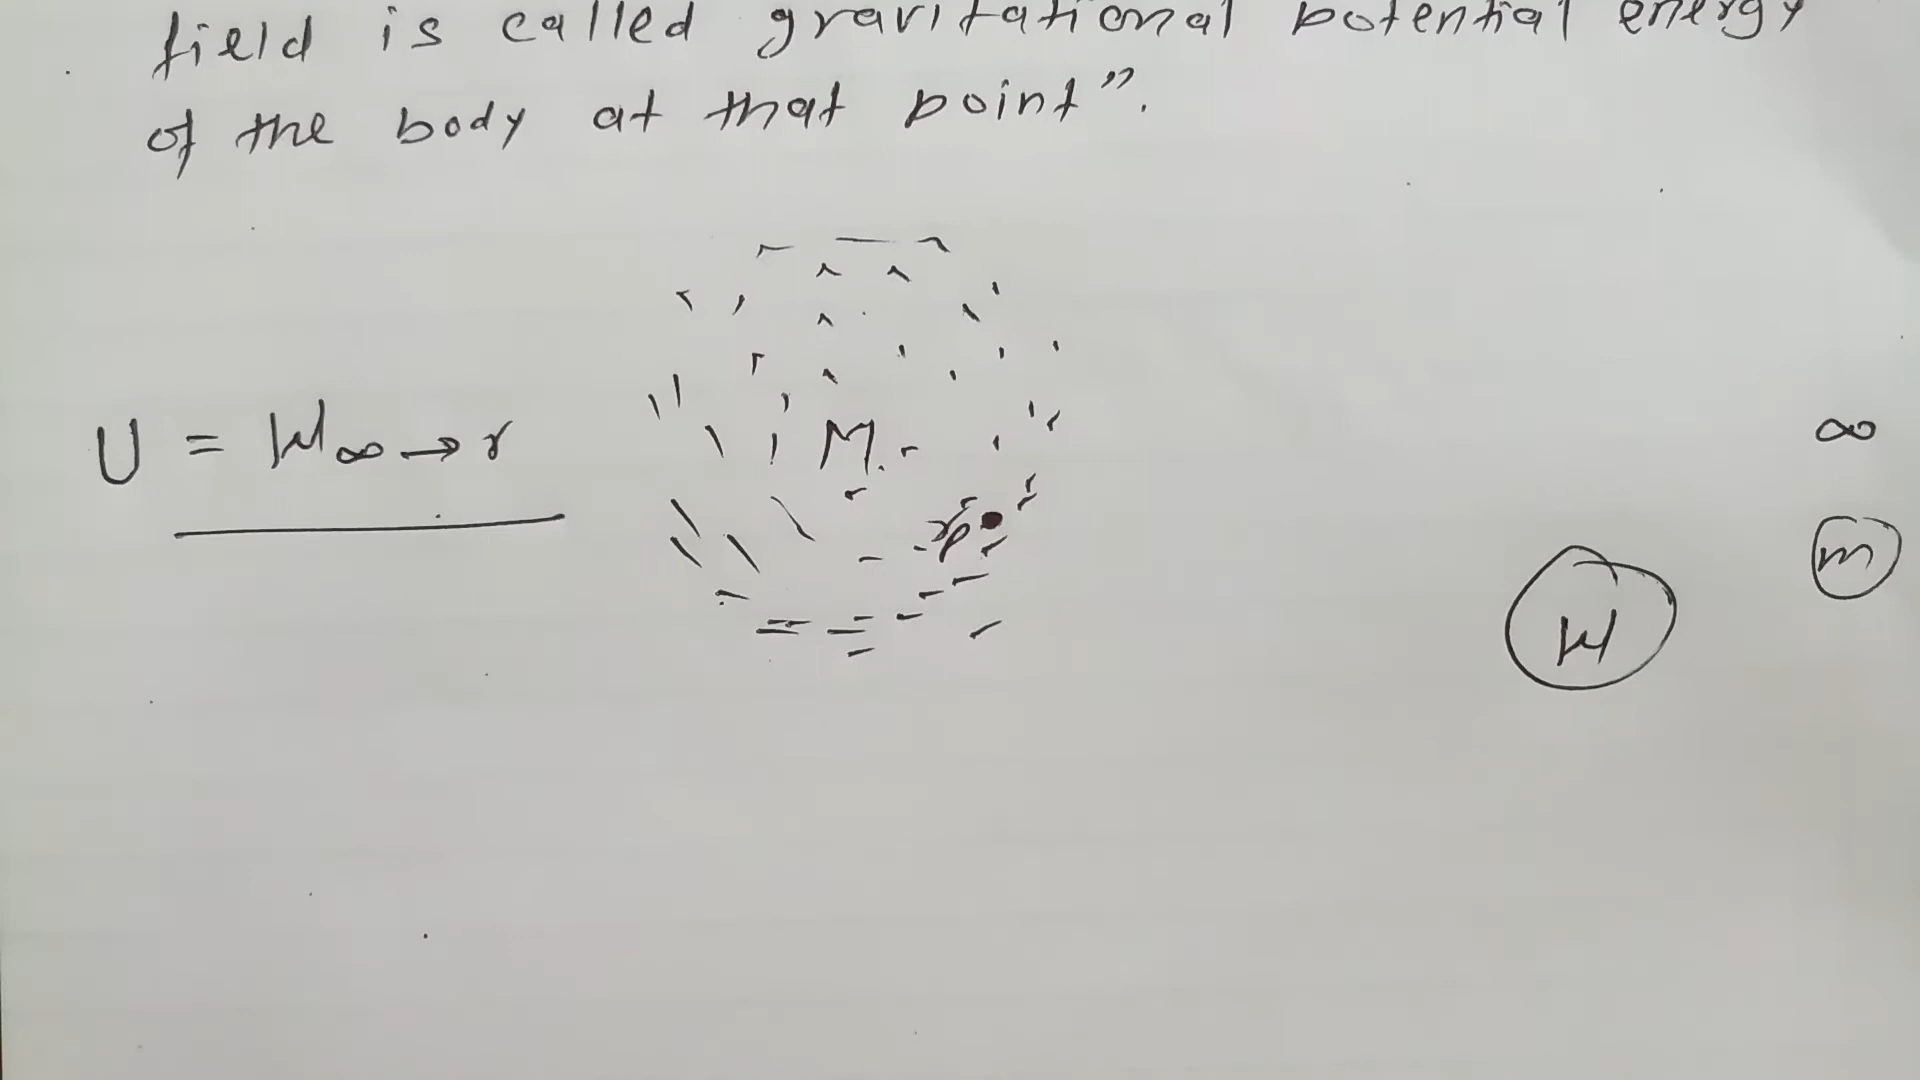 field is called gravitational potential energy
of the body at that point”.
U = W∞→r
M
r P
∞
m
W